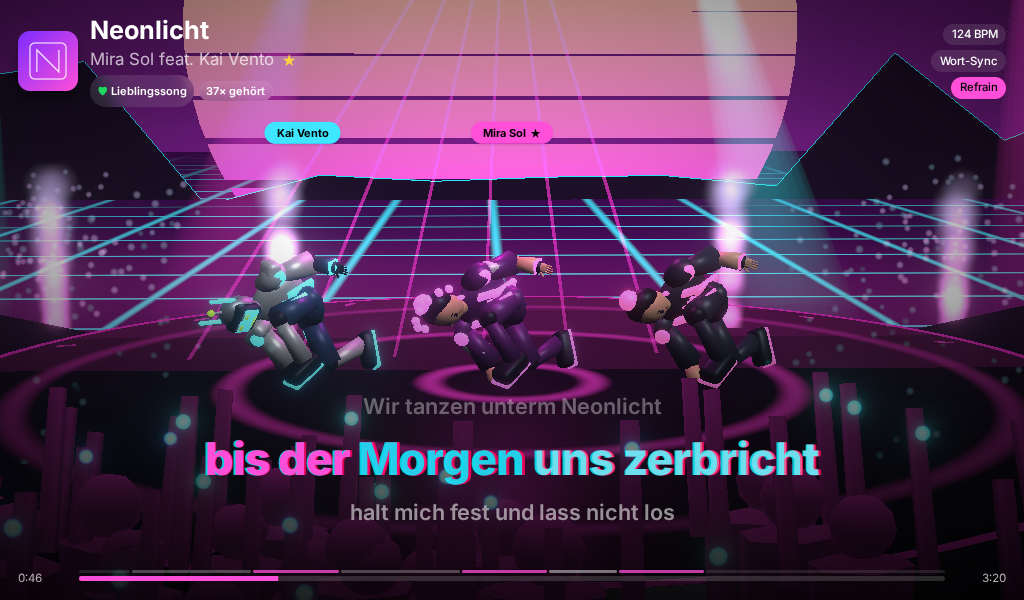 N
Neonlicht
Mira Sol feat. Kai Vento ★
Lieblingssong
37× gehört
124 BPM
Wort-Sync
Refrain
Kai Vento
Mira Sol ★
Wir tanzen unterm Neonlicht
bis der Morgen uns zerbricht
halt mich fest und lass nicht los
0:46
3:20